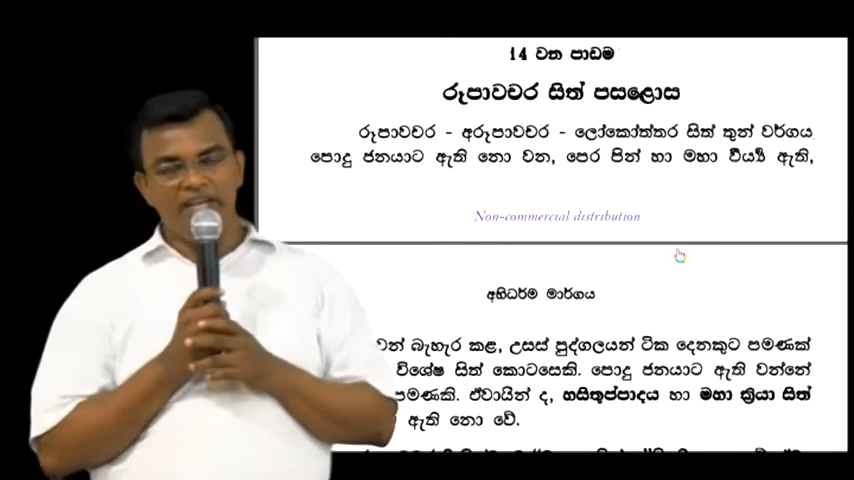 14 වන පාඩම
රූපාවචර සිත් පසළොස
රූපාවචර - අරූපාවචර - ලෝකෝත්තර සිත් තුන් වර්ගය
පොදු ජනයාට ඇති නො වන, පෙර පින් හා මහා වීර්ය්‍ය ඇති,
Non-commercial distribution
අභිධර්ම මාර්ගය
වන් බැහැර කළ, උසස් පුද්ගලයන් ටික දෙනකුට පමණක්
විශේෂ සිත් කොටසෙකි. පොදු ජනයාට ඇති වන්නේ
පමණකි. ඒවායින් ද, හසිතුප්පාදය හා මහා ක්‍රියා සිත්
ඇති නො වේ.